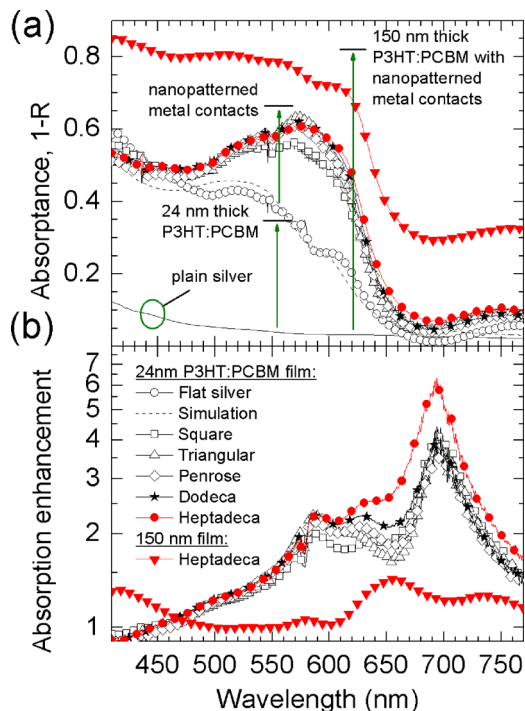 (a)
150 nm thick
P3HT:PCBM with
nanopatterned
metal contacts
nanopatterned
metal contacts
24 nm thick
P3HT:PCBM
plain silver
Absorptance, 1-R
0.8
0.6
0.4
0.2
(b)
Absorption enhancement
7
6
5
4
3
2
1
24nm P3HT:PCBM film:
Flat silver
Simulation
Square
Triangular
Penrose
Dodeca
Heptadeca
150 nm film:
Heptadeca
450 500 550 600 650 700 750
Wavelength (nm)